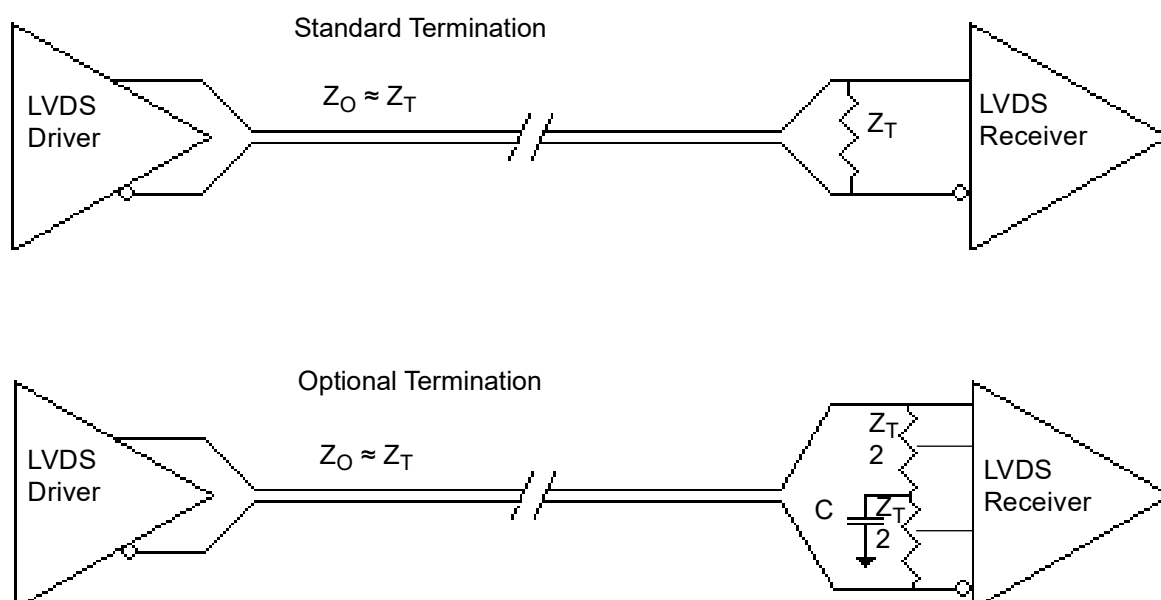 Standard Termination
LVDS
Driver
Z_O ≈ Z_T
Z_T
LVDS
Receiver
Optional Termination
LVDS
Driver
Z_O ≈ Z_T
Z_T
2
C
Z_T
2
LVDS
Receiver